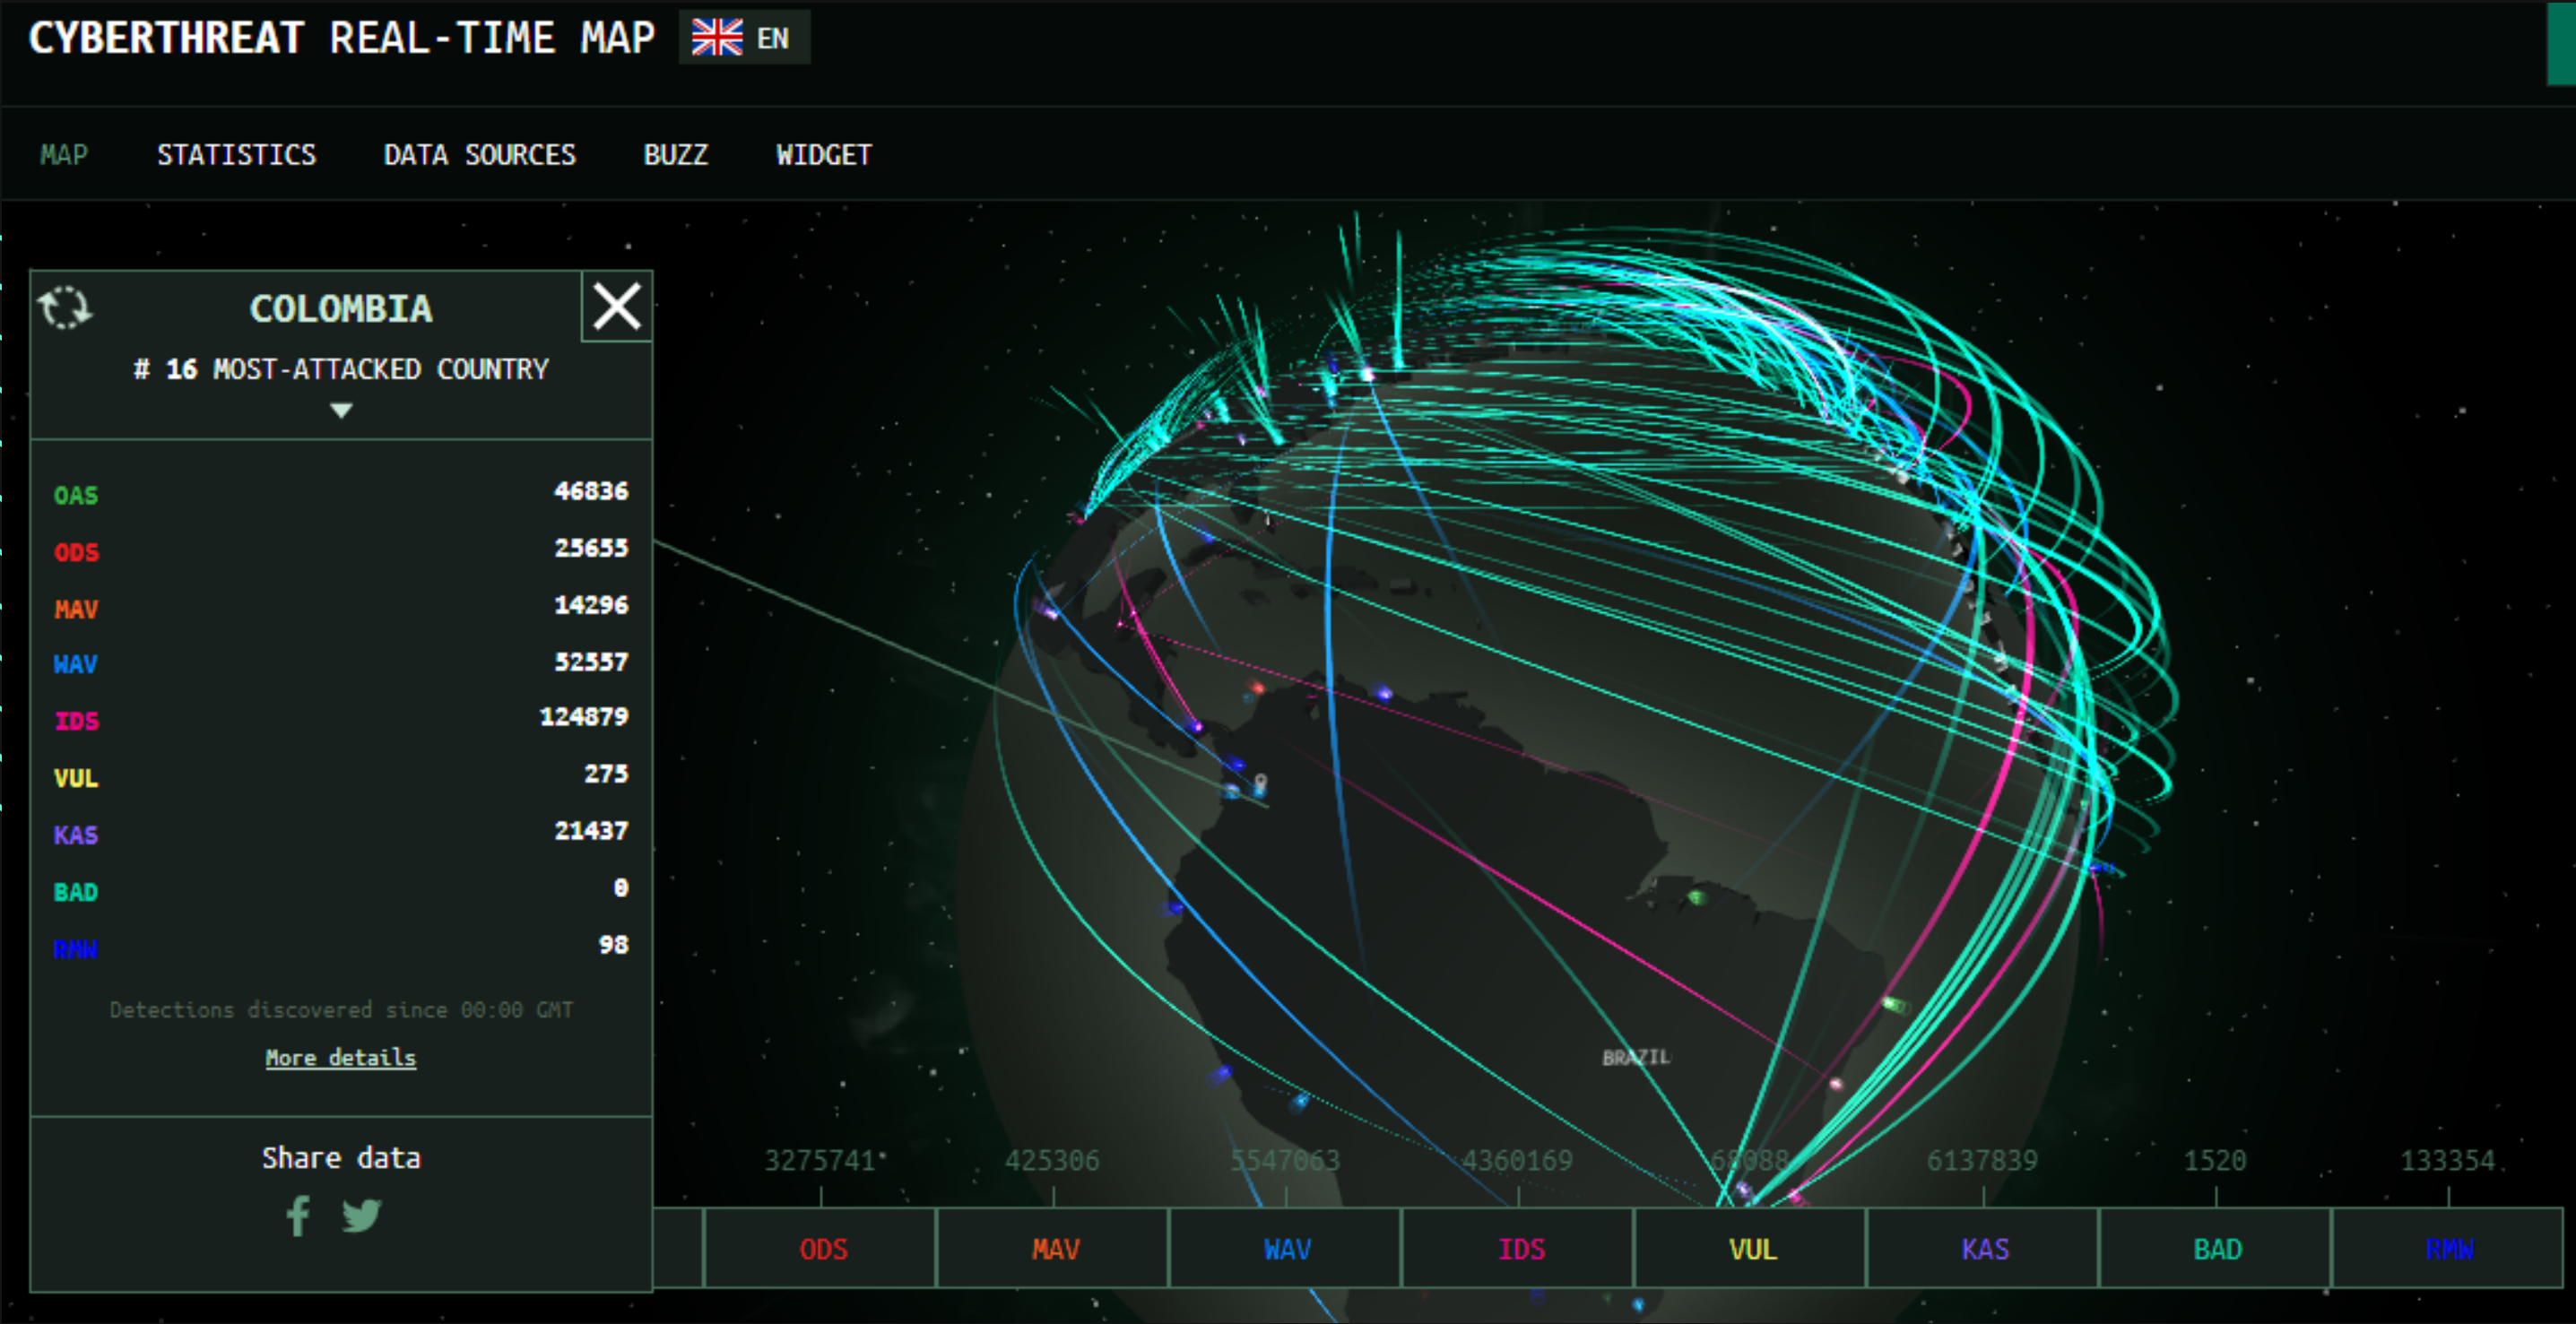 CYBERTHREAT REAL-TIME MAP EN
MAP STATISTICS DATA SOURCES BUZZ WIDGET
COLOMBIA
# 16 MOST-ATTACKED COUNTRY
OAS 46836
ODS 25655
MAV 14296
WAV 52557
IDS 124879
VUL 275
KAS 21437
BAD 0
RMW 98
Detections discovered since 00:00 GMT
More details
Share data
BRAZIL
3275741 425306 5547063 4360169 68088 6137839 1520 133354
ODS MAV WAV IDS VUL KAS BAD RMW